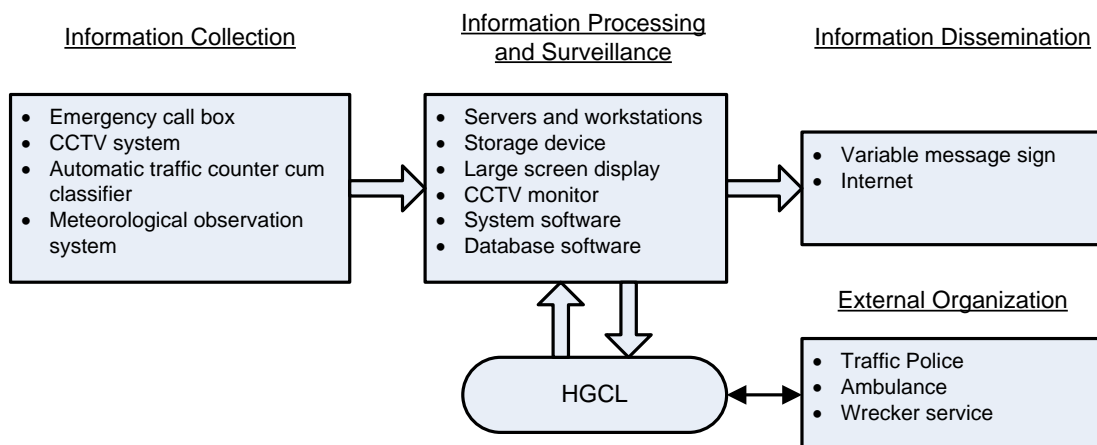 Information Collection
Information Processing
and Surveillance
Information Dissemination
• Emergency call box
• CCTV system
• Automatic traffic counter cum
classifier
• Meteorological observation
system
• Servers and workstations
• Storage device
• Large screen display
• CCTV monitor
• System software
• Database software
• Variable message sign
• Internet
External Organization
HGCL
• Traffic Police
• Ambulance
• Wrecker service